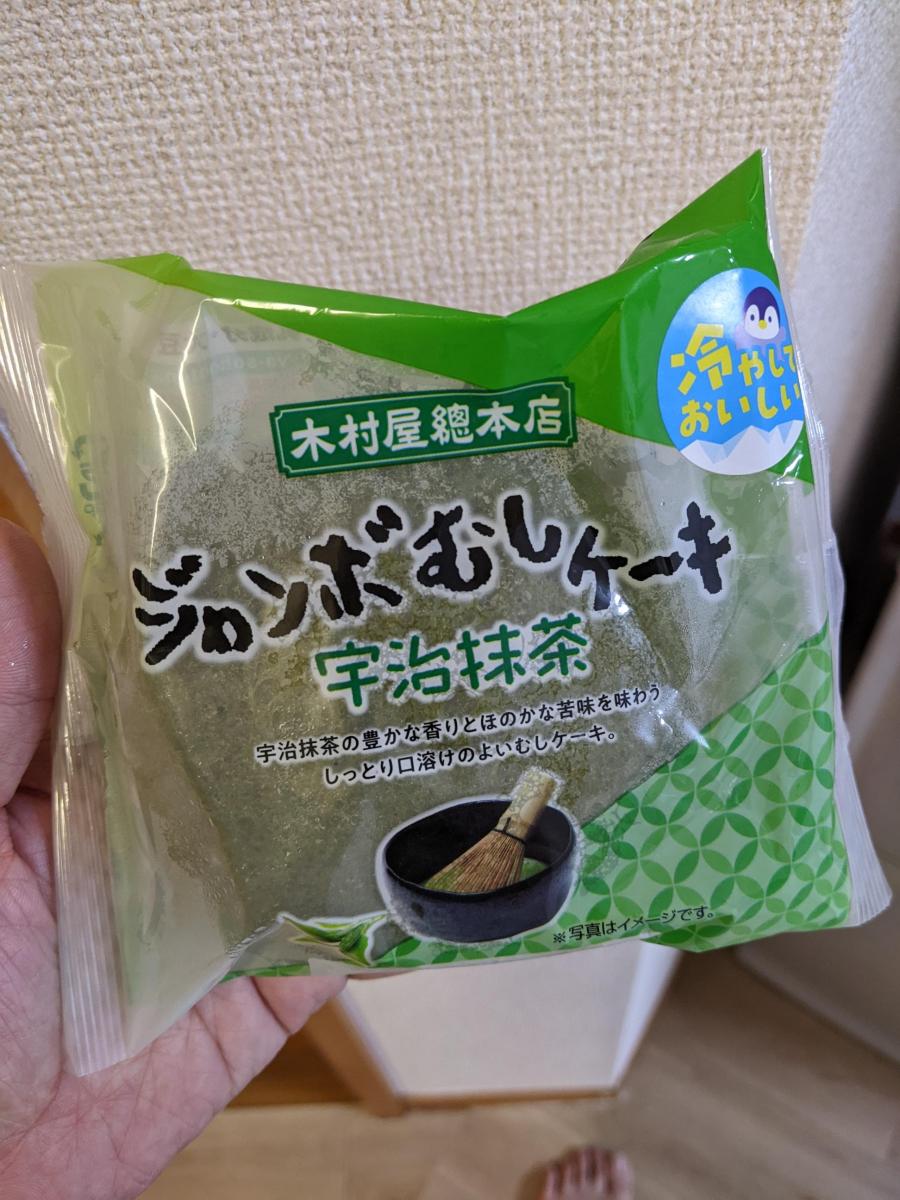 木村屋總本店
冷やして
おいしい
ジャンボむしケーキ
宇治抹茶
宇治抹茶の豊かな香りとほのかな苦味を味わう
しっとり口溶けのよいむしケーキ。
※写真はイメージです。